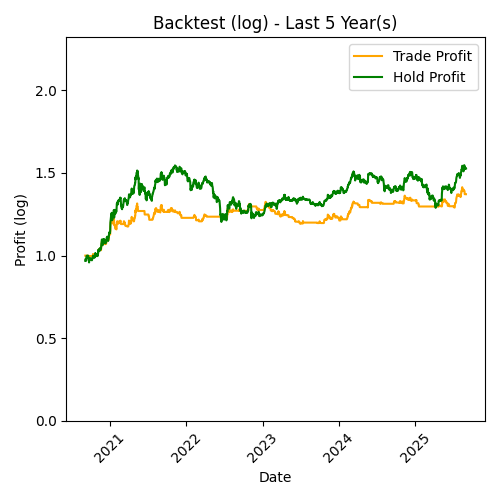 Backtest (log) - Last 5 Year(s)
Trade Profit
Hold Profit
Profit (log)
2.0
1.5
1.0
0.5
0.0
2021
2022
2023
2024
2025
Date